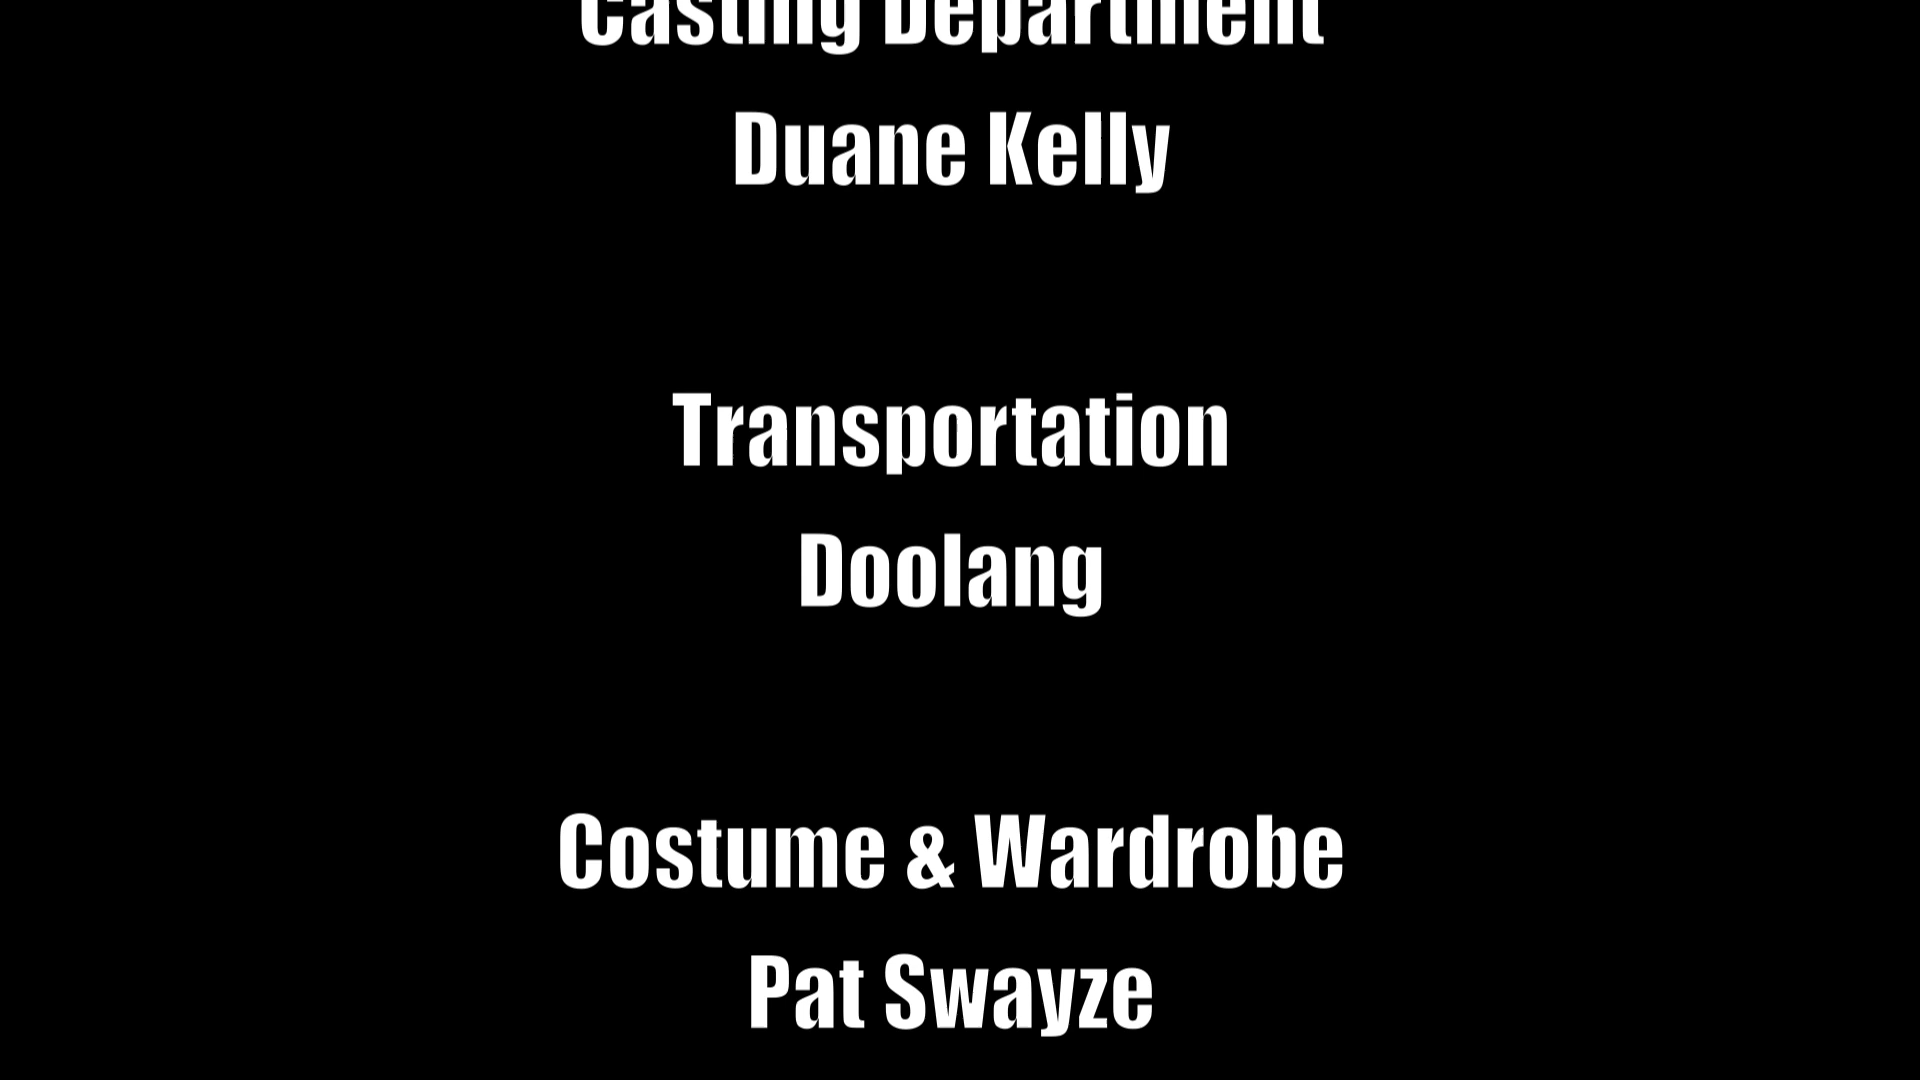 Casting Department
Duane Kelly
Transportation
Doolang
Costume & Wardrobe
Pat Swayze